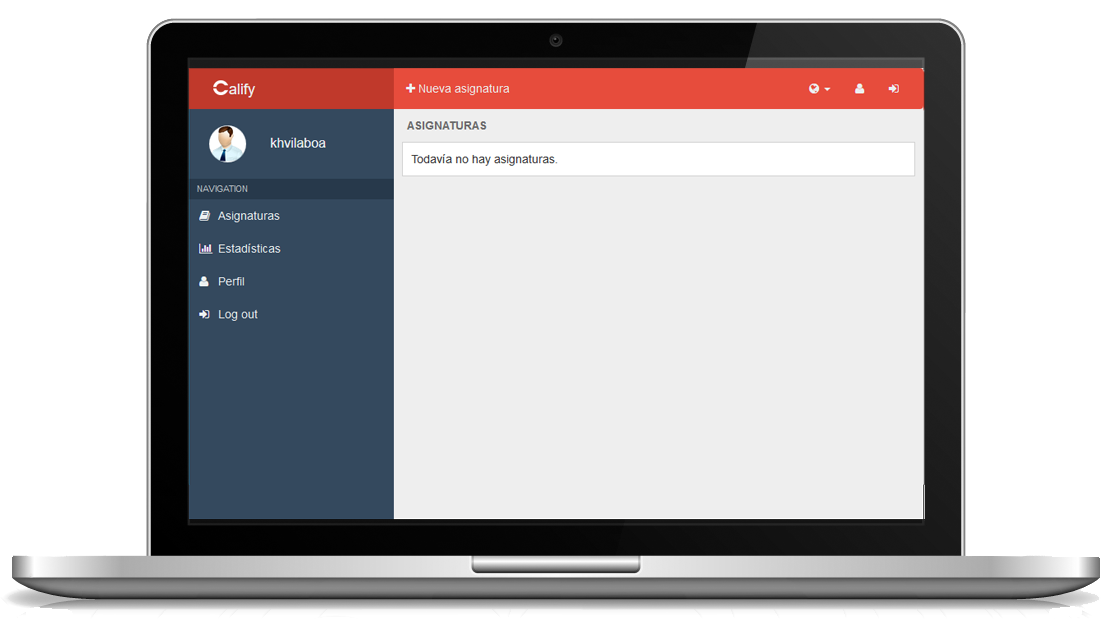 Calify
Nueva asignatura
khvilaboa
ASIGNATURAS
Todavía no hay asignaturas.
NAVIGATION
Asignaturas
Estadísticas
Perfil
Log out